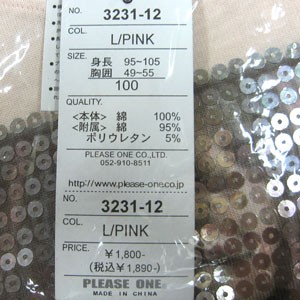 NO. 3231-12
COL. L/PINK
SIZE.
身長 95~105
胸囲 49~55
100
QUALITY.
<本体> 綿 100%
<附属> 綿 95%
ポリウレタン 5%
PLEASE ONE CO.,LTD.
052-910-8511
http://www.please-one.co.jp
NO. 3231-12
COL. L/PINK
PRICE. ¥1,800-
(税込¥1,890-)
PLEASE ONE
MADE IN CHINA